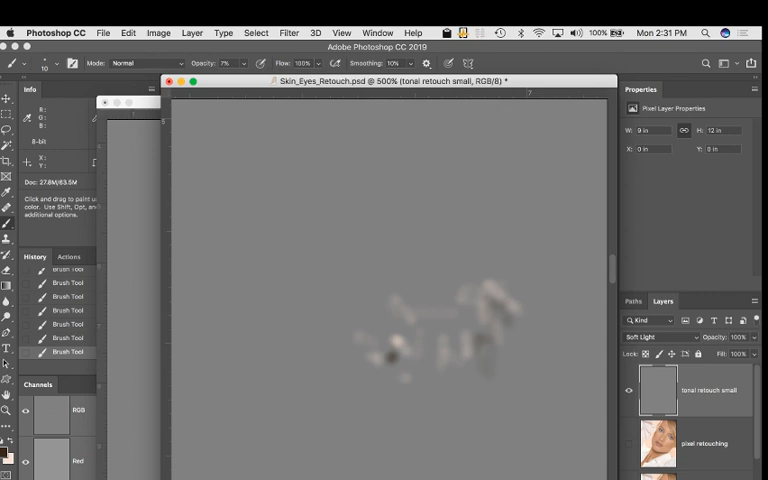 Photoshop CC File Edit Image Layer Type Select Filter 3D View Window Help 100% Mon 2:31 PM
Adobe Photoshop CC 2019
10 Mode: Normal Opacity: 7% Flow: 100% Smoothing: 10%
Skin_Eyes_Retouch.psd @ 500% (tonal retouch small, RGB/8) *
Info
R:
G:
B:
8-bit
X:
Y:
Doc: 27.8M/63.5M
Click and drag to paint u
color. Use Shift, Opt, an
additional options.
History Actions
Brush Tool
Brush Tool
Brush Tool
Brush Tool
Brush Tool
Brush Tool
Brush Tool
Channels
RGB
Red
7
Properties
Pixel Layer Properties
W: 9 in H: 12 in
X: 0 in Y: 0 in
Paths Layers
Kind
Soft Light Opacity: 100%
Lock: Fill: 100%
tonal retouch small
pixel retouching